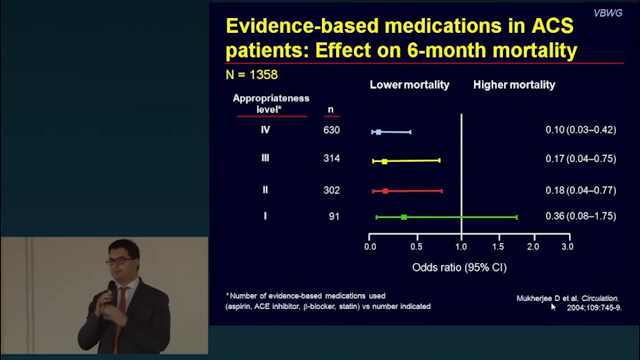 VBWG
Evidence-based medications in ACS
patients: Effect on 6-month mortality
N = 1358
Lower mortality Higher mortality
Appropriateness
level* n
IV 630 0.10 (0.03–0.42)
III 314 0.17 (0.04–0.75)
II 302 0.18 (0.04–0.77)
I 91 0.36 (0.08–1.75)
0.0 0.5 1.0 2.0 3.0
Odds ratio (95% CI)
*Number of evidence-based medications used
(aspirin, ACE inhibitor, β-blocker, statin) vs number indicated
Mukherjee D et al. Circulation.
2004;109:745-9.